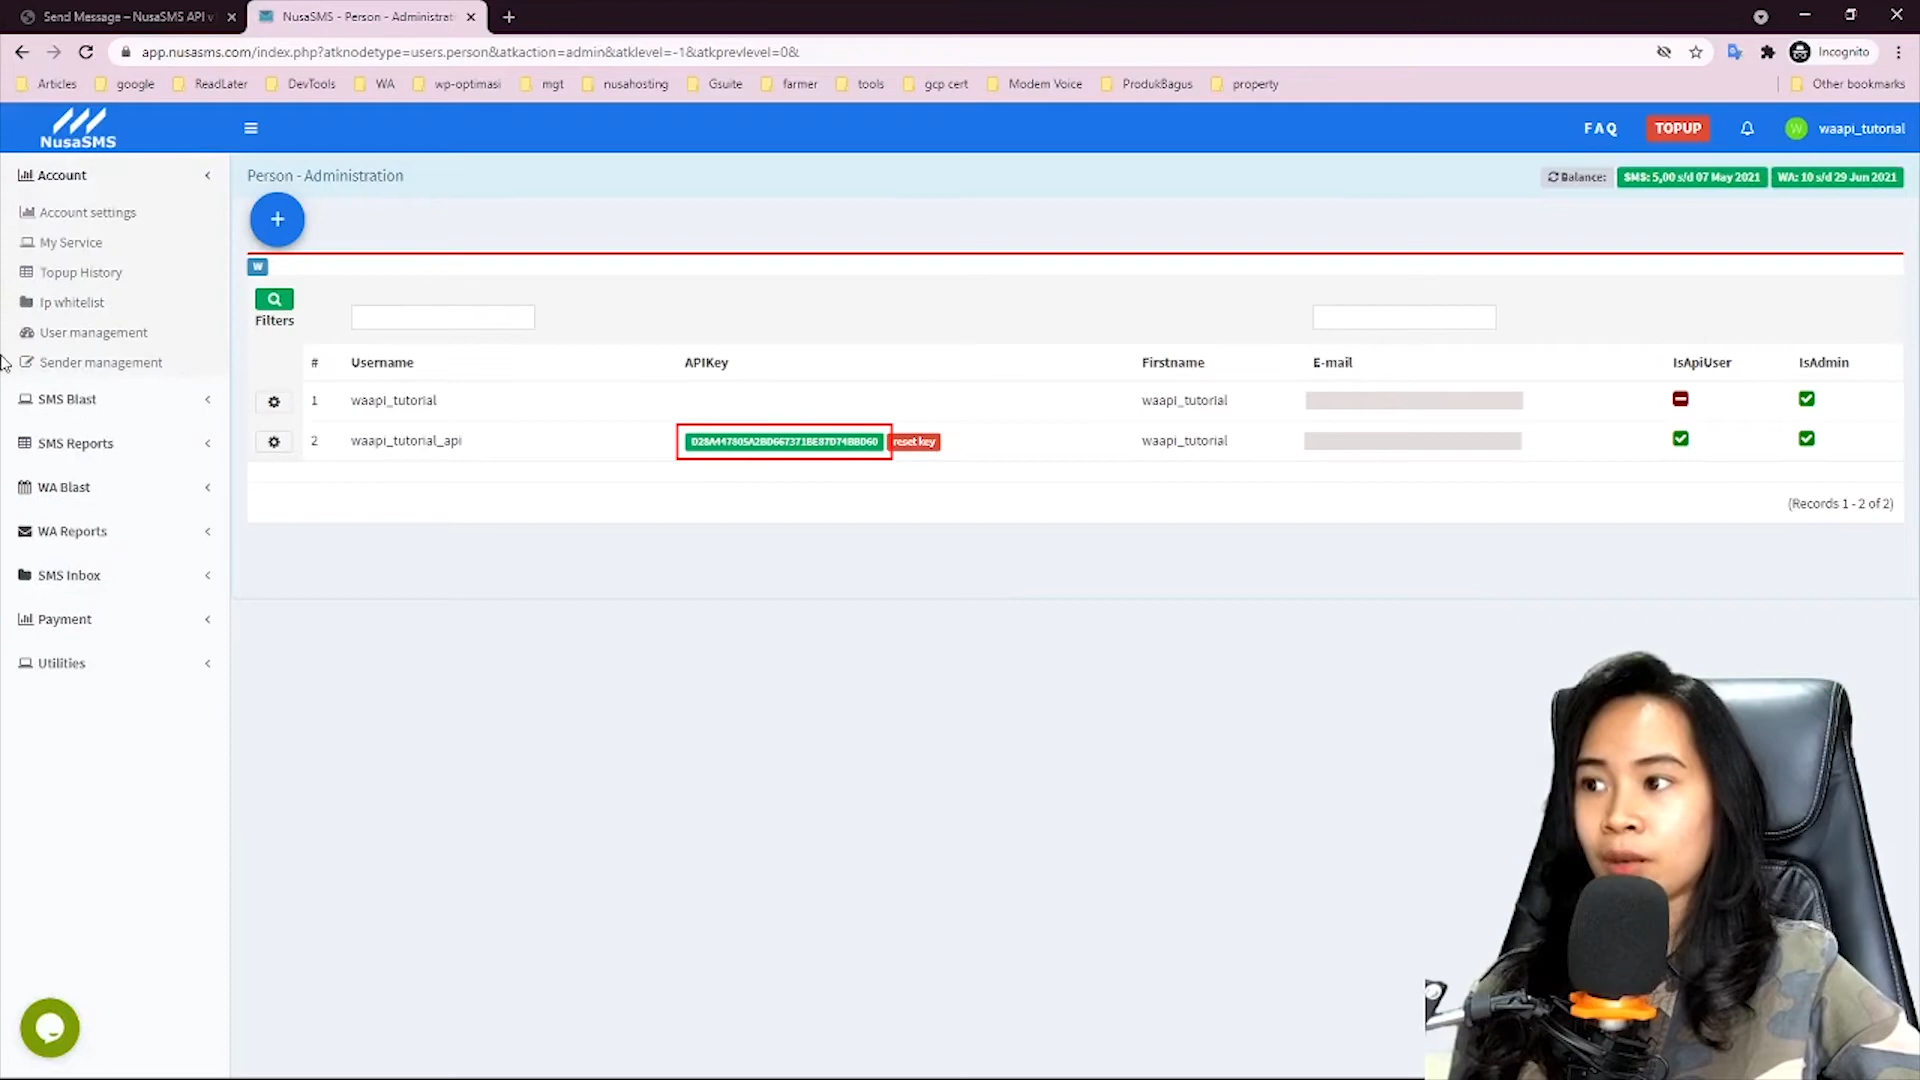 Send Message – NusaSMS API v
NusaSMS - Person - Administrat
app.nusasms.com/index.php?atknodetype=users.person&atkaction=admin&atklevel=-1&atkprevlevel=0&
Incognito
Articles google ReadLater DevTools WA wp-optimasi mgt nusahosting Gsuite farmer tools gcp cert Modem Voice ProdukBagus property Other bookmarks
NusaSMS
FAQ TOPUP W waapi_tutorial
Account
Person - Administration
Balance: SMS: 5,00 s/d 07 May 2021 WA: 10 s/d 29 Jun 2021
Account settings
My Service
Topup History
Ip whitelist
User management
Sender management
SMS Blast
SMS Reports
WA Blast
WA Reports
SMS Inbox
Payment
Utilities
W
Filters
# Username APIKey Firstname E-mail IsApiUser IsAdmin
1 waapi_tutorial waapi_tutorial
2 waapi_tutorial_api D28A447805A2BD667371BE87D74BBD60 reset key waapi_tutorial
(Records 1 - 2 of 2)